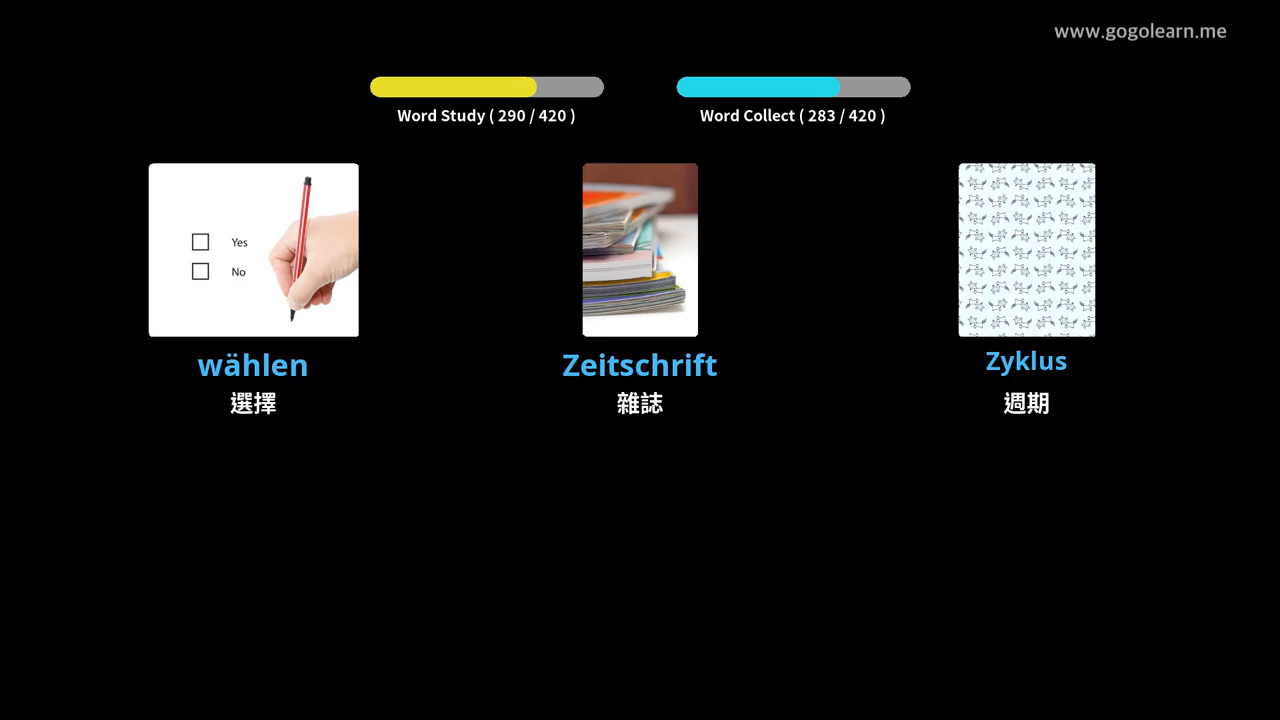 www.gogolearn.me
Word Study ( 290 / 420 )
Word Collect ( 283 / 420 )
Yes
No
wählen
Zeitschrift
Zyklus
選擇
雜誌
週期